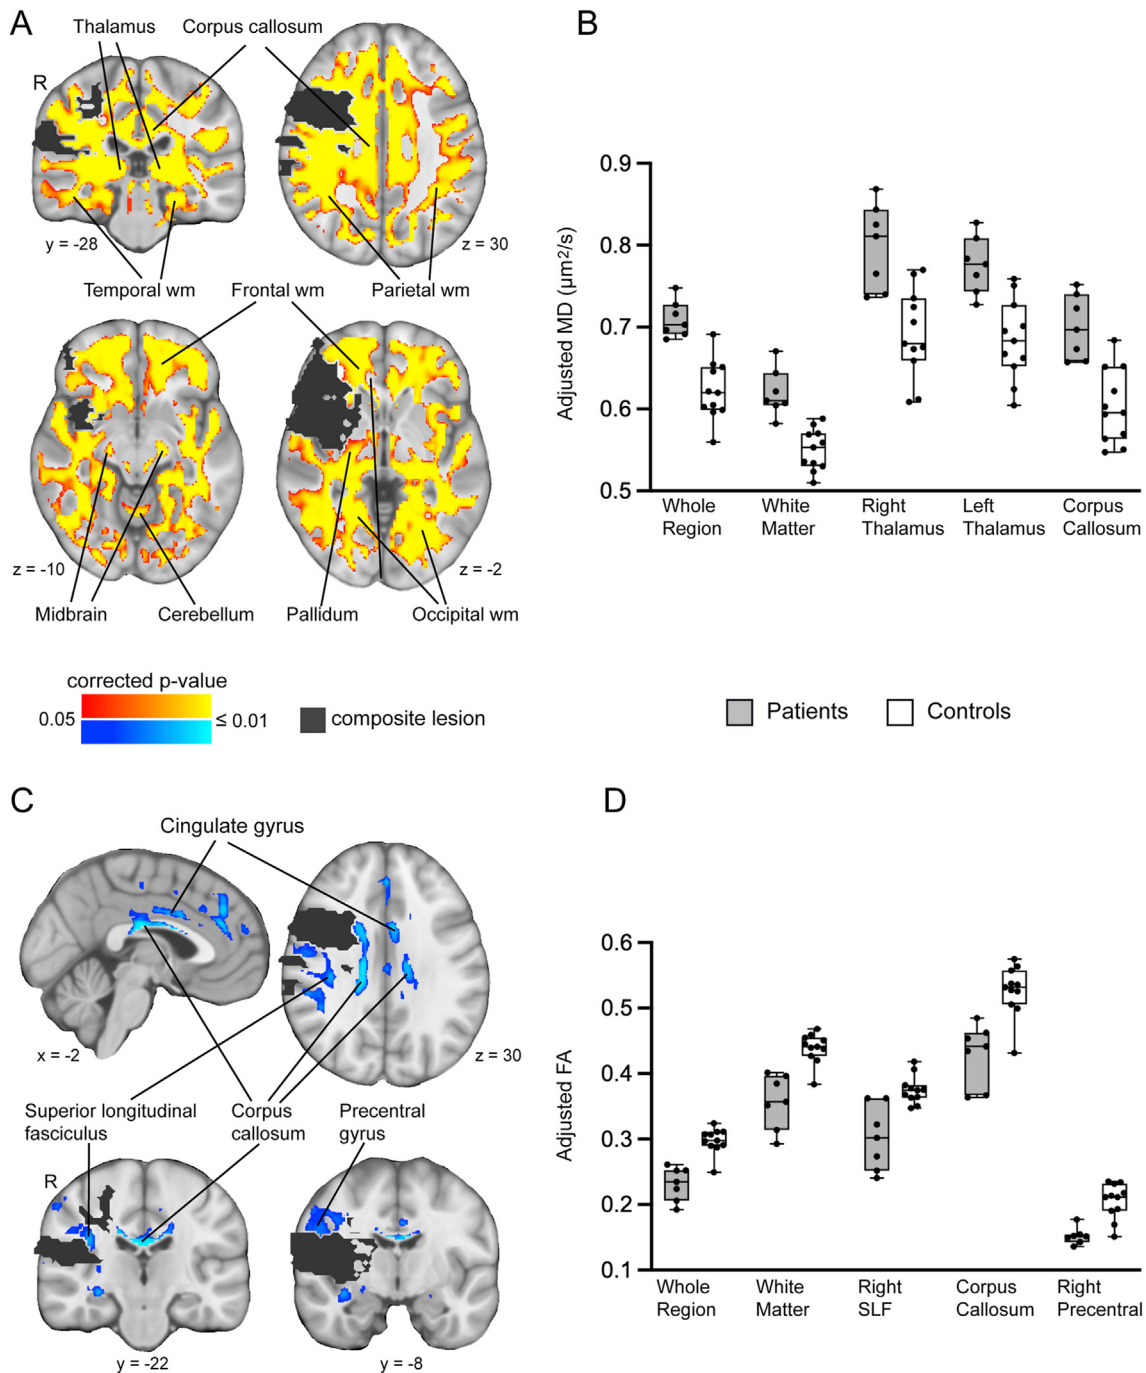 A
Thalamus
Corpus callosum
R
y = -28
z = 30
Temporal wm
Frontal wm
Parietal wm
z = -10
z = -2
Midbrain
Cerebellum
Pallidum
Occipital wm
corrected p-value
0.05
≤ 0.01
composite lesion
B
Adjusted MD (µm²/s)
0.9
0.8
0.7
0.6
0.5
Whole
Region
White
Matter
Right
Thalamus
Left
Thalamus
Corpus
Callosum
Patients
Controls
C
Cingulate gyrus
x = -2
z = 30
Superior longitudinal
fasciculus
Corpus
callosum
Precentral
gyrus
R
y = -22
y = -8
D
Adjusted FA
0.6
0.5
0.4
0.3
0.2
0.1
Whole
Region
White
Matter
Right
SLF
Corpus
Callosum
Right
Precentral